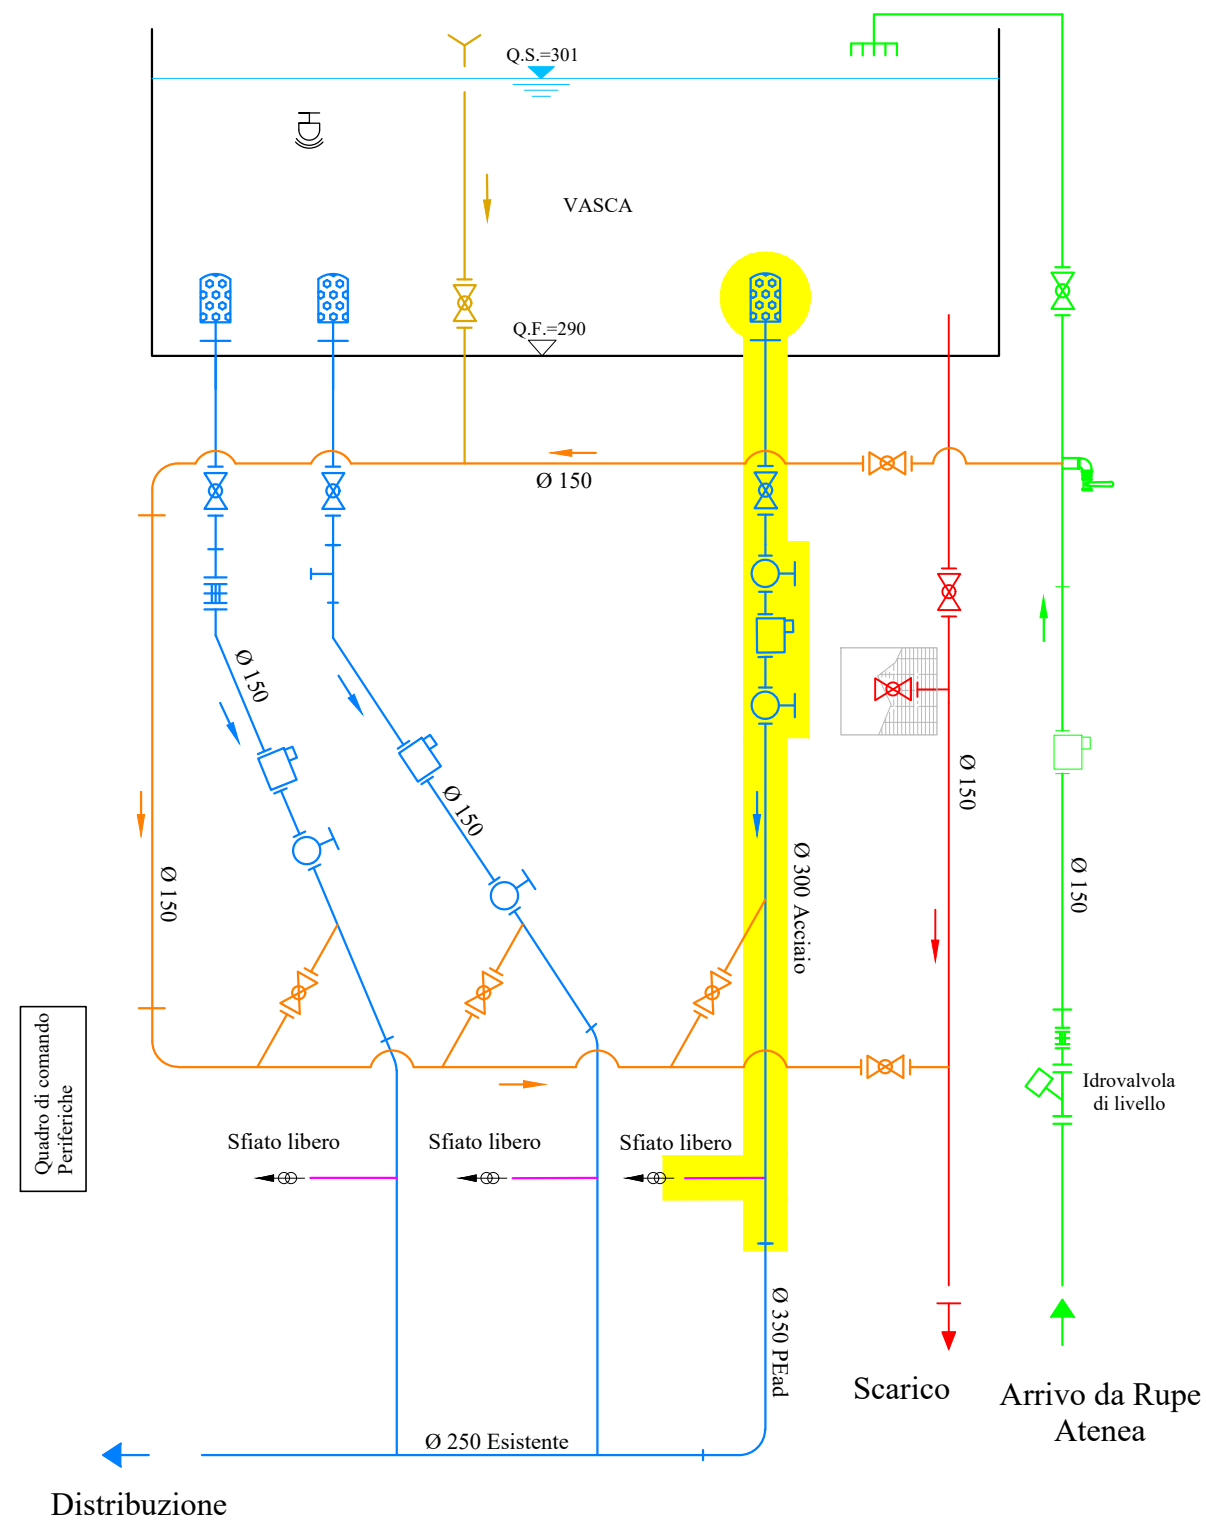 Q.S.=301
VASCA
Q.F.=290
Ø 150
Ø 150
Ø 150
Ø 150
Ø 300 Acciaio
Ø 150
Ø 150
Quadro di comando
Periferiche
Idrovalvola
di livello
Sfiato libero
Sfiato libero
Sfiato libero
Ø 350 PEad
Scarico
Arrivo da Rupe
Atenea
Ø 250 Esistente
Distribuzione